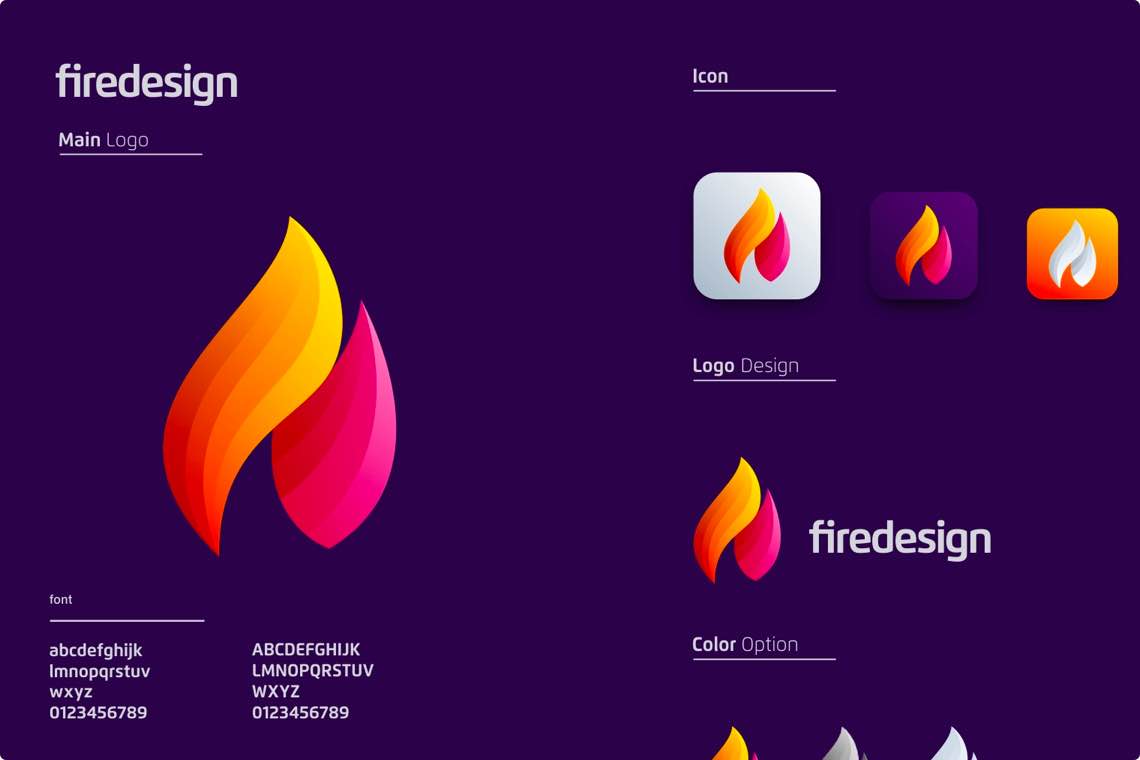 firedesign
Main Logo
font
abcdefghijk
lmnopqrstuv
wxyz
0123456789
ABCDEFGHIJK
LMNOPQRSTUV
WXYZ
0123456789
Icon
Logo Design
firedesign
Color Option